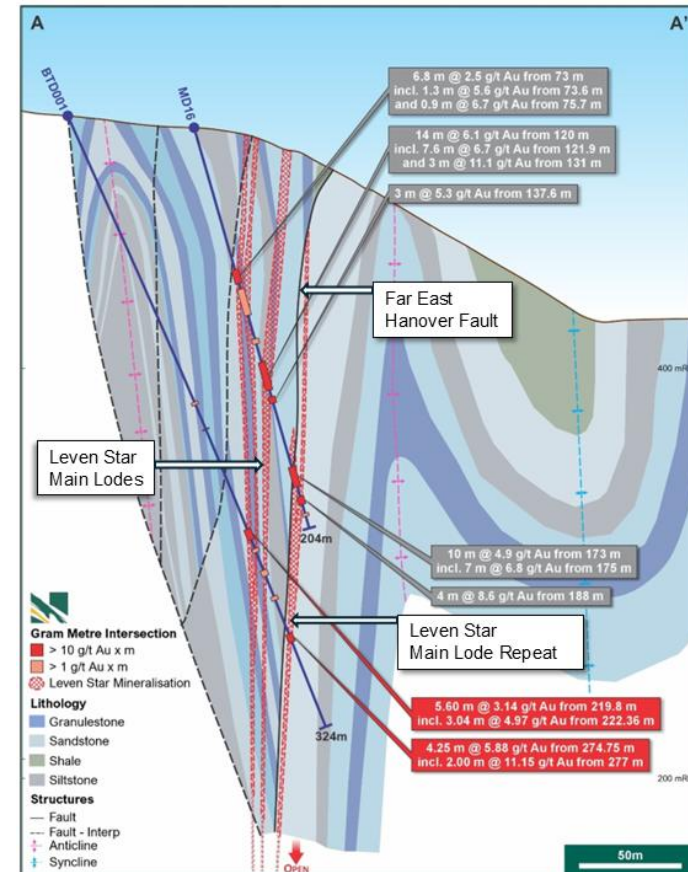 A
A'
BTD001
MD16
6.8 m @ 2.5 g/t Au from 73 m
incl. 1.3 m @ 5.6 g/t Au from 73.6 m
and 0.9 m @ 6.7 g/t Au from 75.7 m
14 m @ 6.1 g/t Au from 120 m
incl. 7.6 m @ 6.7 g/t Au from 121.9 m
and 3 m @ 11.1 g/t Au from 131 m
3 m @ 5.3 g/t Au from 137.6 m
Far East
Hanover Fault
400 mR
Leven Star
Main Lodes
204m
10 m @ 4.9 g/t Au from 173 m
incl. 7 m @ 6.8 g/t Au from 175 m
4 m @ 8.6 g/t Au from 188 m
Leven Star
Main Lode Repeat
5.60 m @ 3.14 g/t Au from 219.8 m
incl. 3.04 m @ 4.97 g/t Au from 222.36 m
324m
4.25 m @ 5.88 g/t Au from 274.75 m
incl. 2.00 m @ 11.15 g/t Au from 277 m
200 mR
Gram Metre Intersection
> 10 g/t Au x m
> 1 g/t Au x m
Leven Star Mineralisation
Lithology
Granulestone
Sandstone
Shale
Siltstone
Structures
Fault
Fault - Interp
Anticline
Syncline
OPEN
50m